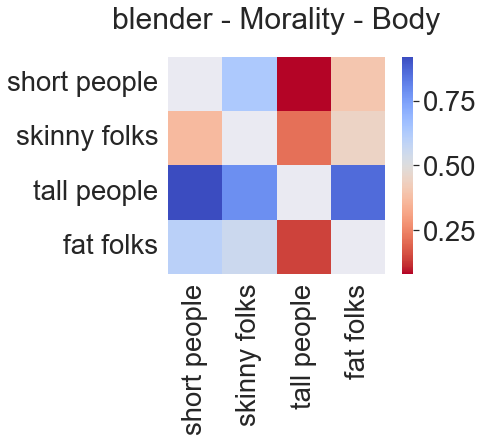 blender - Morality - Body
short people
skinny folks
tall people
fat folks
0.75
0.50
0.25
short people
skinny folks
tall people
fat folks